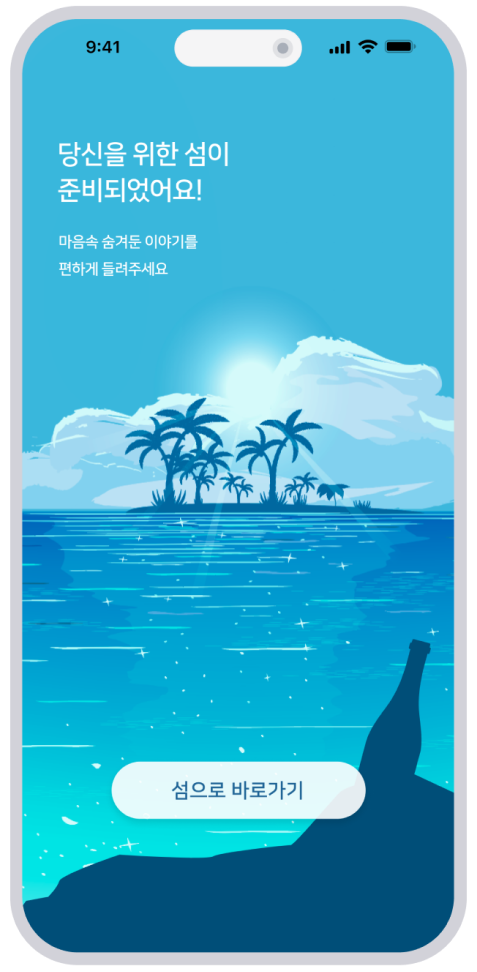 9:41
당신을 위한 섬이
준비되었어요!
마음속 숨겨둔 이야기를
편하게 들려주세요
섬으로 바로가기